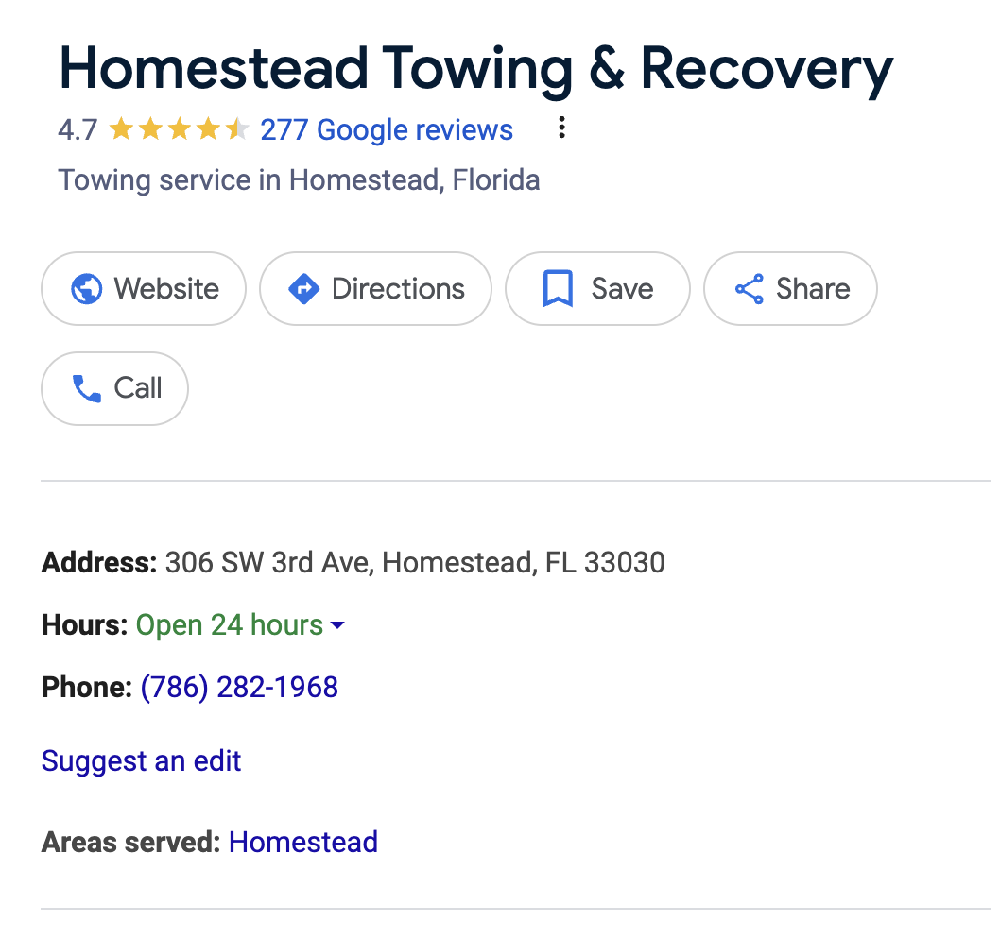 Homestead Towing & Recovery
4.7 277 Google reviews
Towing service in Homestead, Florida
Website Directions Save Share
Call
Address: 306 SW 3rd Ave, Homestead, FL 33030
Hours: Open 24 hours
Phone: (786) 282-1968
Suggest an edit
Areas served: Homestead